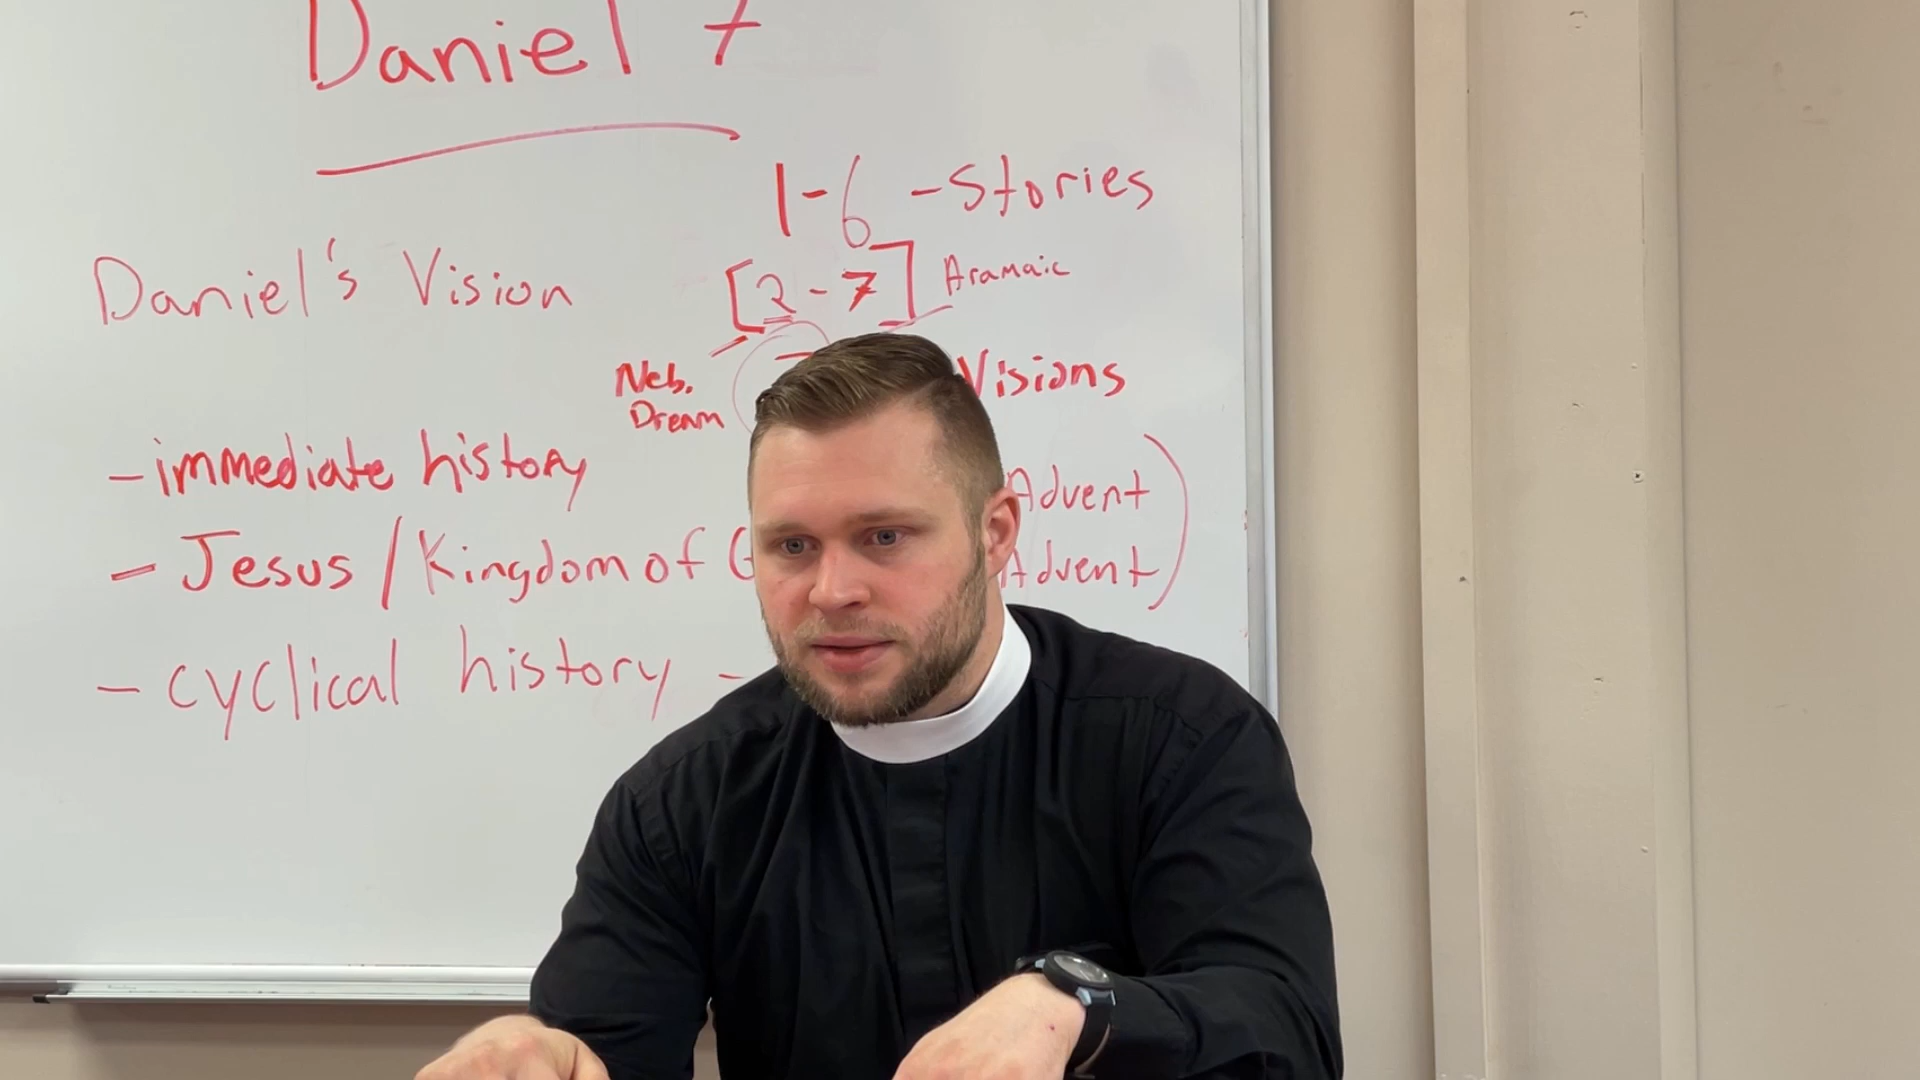 Daniel 7
1-6 - Stories
Daniel's Vision
[2-7] Aramaic
Visions
Neb.
Dream
- immediate history
Advent)
- Jesus / Kingdom of
Advent)
- cyclical history -